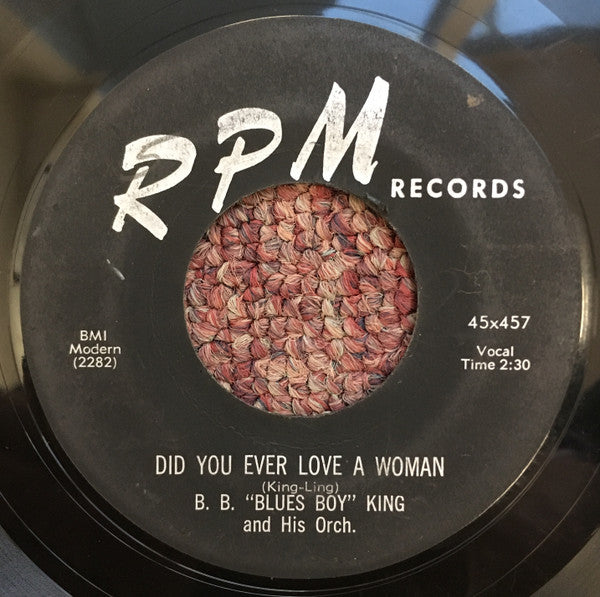 RPM RECORDS
BMI
Modern
(2282)
45x457
Vocal
Time 2:30
DID YOU EVER LOVE A WOMAN
(King-Ling)
B. B. "BLUES BOY" KING
and His Orch.